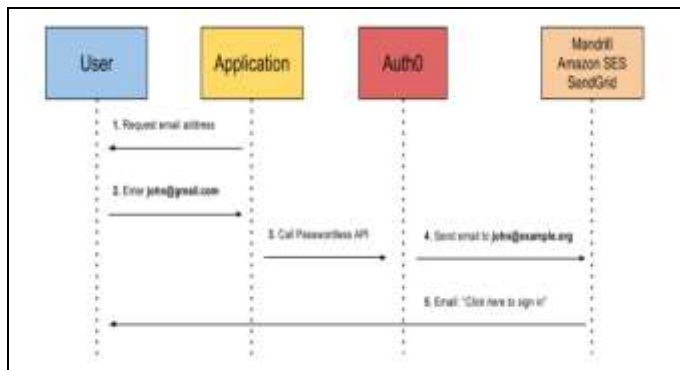 User
Application
Auth0
Mandrill
Amazon SES
SendGrid
1. Request email address
2. Enter john@gmail.com
3. Call Passwordless API
4. Send email to john@example.org
5. Email: "Click here to sign in"